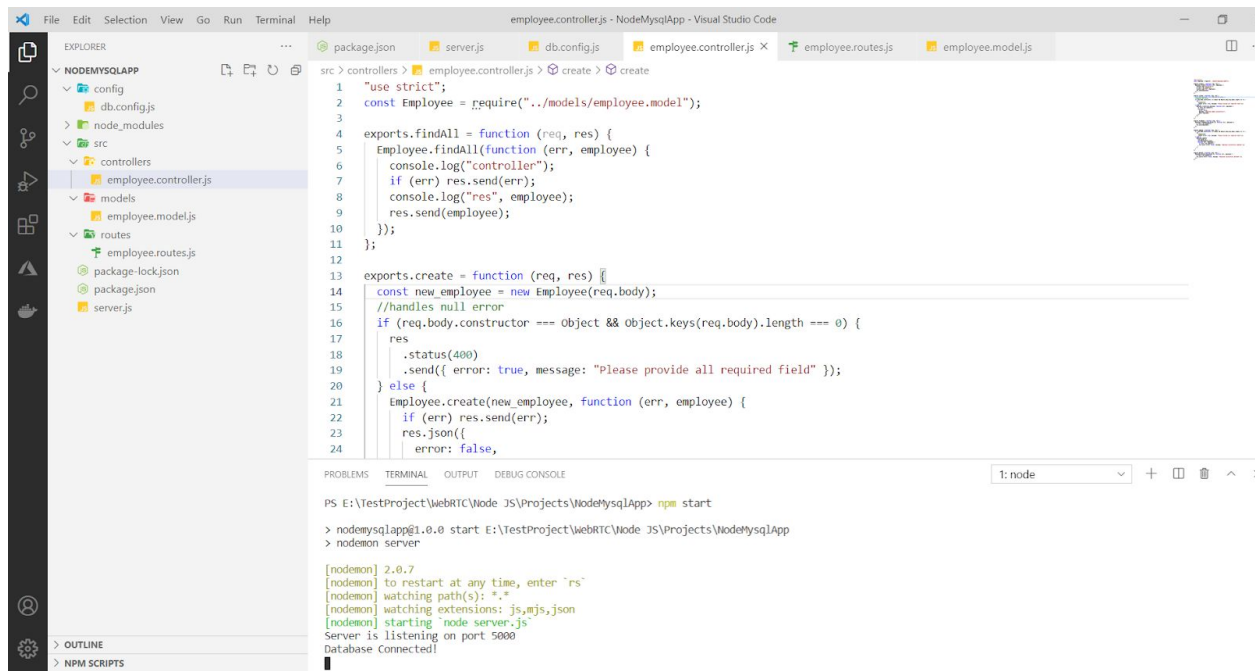 File Edit Selection View Go Run Terminal Help
employee.controller.js - NodeMysqlApp - Visual Studio Code
EXPLORER
NODEMYSQLAPP
config
db.config.js
node_modules
src
controllers
employee.controller.js
models
employee.model.js
routes
employee.routes.js
package-lock.json
package.json
server.js
OUTLINE
NPM SCRIPTS
package.json server.js db.config.js employee.controller.js employee.routes.js employee.model.js
src > controllers > employee.controller.js > create > create
1 "use strict";
2 const Employee = require("../models/employee.model");
3
4 exports.findAll = function (req, res) {
5 Employee.findAll(function (err, employee) {
6 console.log("controller");
7 if (err) res.send(err);
8 console.log("res", employee);
9 res.send(employee);
10 });
11 };
12
13 exports.create = function (req, res) {
14 const new_employee = new Employee(req.body);
15 //handles null error
16 if (req.body.constructor === Object && Object.keys(req.body).length === 0) {
17 res
18 .status(400)
19 .send({ error: true, message: "Please provide all required field" });
20 } else {
21 Employee.create(new_employee, function (err, employee) {
22 if (err) res.send(err);
23 res.json({
24 error: false,
PROBLEMS TERMINAL OUTPUT DEBUG CONSOLE 1: node
PS E:\TestProject\WebRTC\Node JS\Projects\NodeMysqlApp> npm start
> nodemysqlapp@1.0.0 start E:\TestProject\WebRTC\Node JS\Projects\NodeMysqlApp
> nodemon server
[nodemon] 2.0.7
[nodemon] to restart at any time, enter `rs`
[nodemon] watching path(s): *.*
[nodemon] watching extensions: js,mjs,json
[nodemon] starting `node server.js`
Server is listening on port 5000
Database Connected!